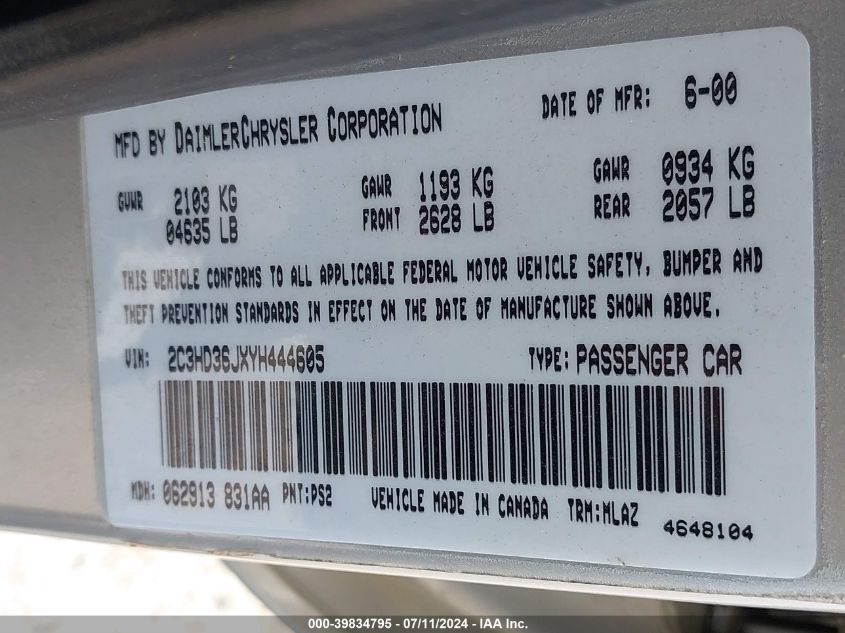 MFD BY DAIMLERCHRYSLER CORPORATION DATE OF MFR: 6-00
GVWR 2103 KG GAWR 1193 KG GAWR 0934 KG
04635 LB FRONT 2628 LB REAR 2057 LB
THIS VEHICLE CONFORMS TO ALL APPLICABLE FEDERAL MOTOR VEHICLE SAFETY, BUMPER AND
THEFT PREVENTION STANDARDS IN EFFECT ON THE DATE OF MANUFACTURE SHOWN ABOVE.
VIN: 2C3HD36JXYH444605 TYPE: PASSENGER CAR
MDH: 062913 831AA PNT:PS2 VEHICLE MADE IN CANADA TRM:MLAZ
4648104
000-39834795 - 07/11/2024 - IAA Inc.